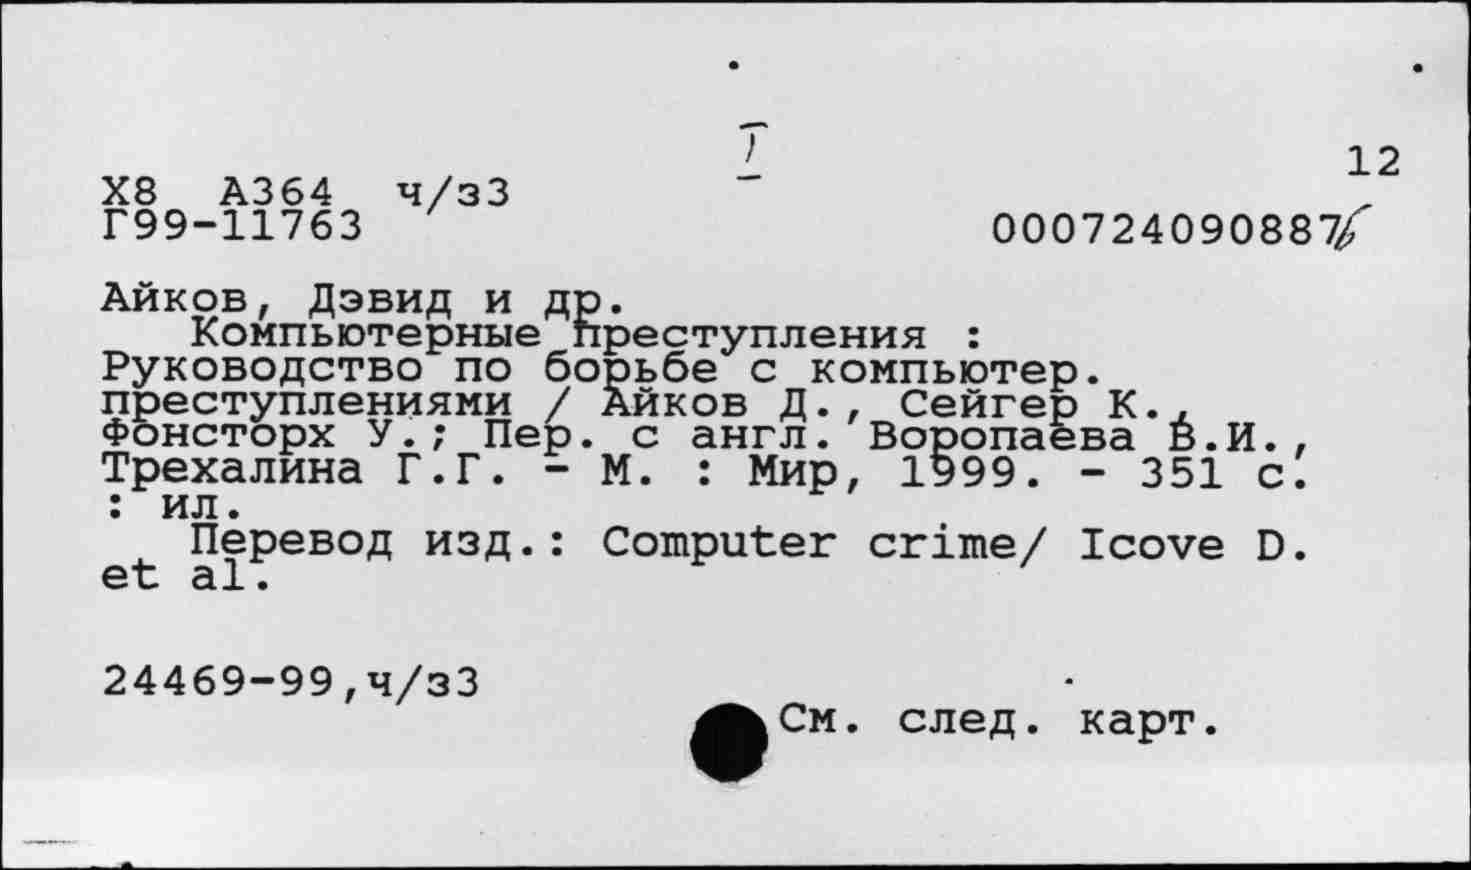 I
12
Х8 А364 ч/з3
Г99-11763
0007240908876
Айков, Дэвид и др.
Компьютерные преступления :
Руководство по борьбе с компьютер.
преступлениями / Айков Д., Сейгер К.,
Фонсторх У.; Пер. с англ. Воропаева В.И.,
Трехалина Г.Г. - М. : Мир, 1999. - 351 с.
: ил.
Перевод изд.: Computer crime/ Icove D.
et al.
24469-99,ч/з3
См. след. карт.